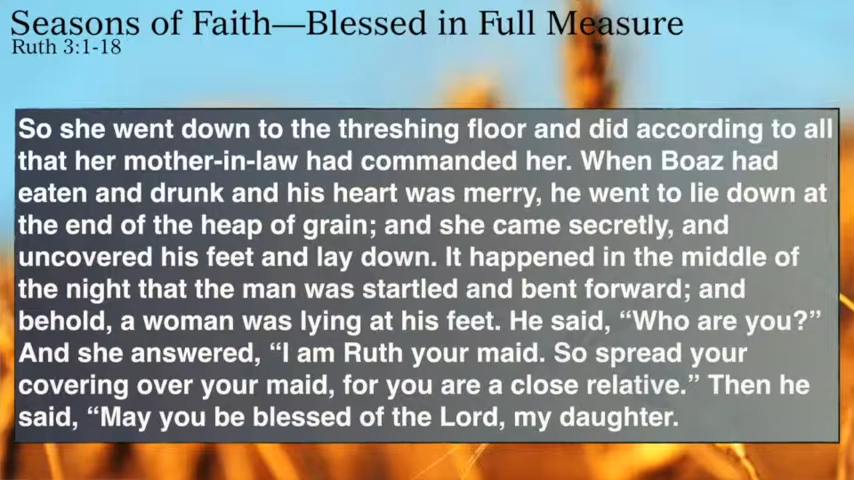 Seasons of Faith—Blessed in Full Measure
Ruth 3:1-18
So she went down to the threshing floor and did according to all
that her mother-in-law had commanded her. When Boaz had
eaten and drunk and his heart was merry, he went to lie down at
the end of the heap of grain; and she came secretly, and
uncovered his feet and lay down. It happened in the middle of
the night that the man was startled and bent forward; and
behold, a woman was lying at his feet. He said, “Who are you?”
And she answered, “I am Ruth your maid. So spread your
covering over your maid, for you are a close relative.” Then he
said, “May you be blessed of the Lord, my daughter.